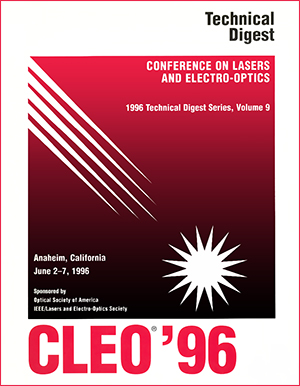 Technical
Digest
CONFERENCE ON LASERS
AND ELECTRO-OPTICS
1996 Technical Digest Series, Volume 9
Anaheim, California
June 2–7, 1996
Sponsored by
Optical Society of America
IEEE/Lasers and Electro-Optics Society
CLEO® '96